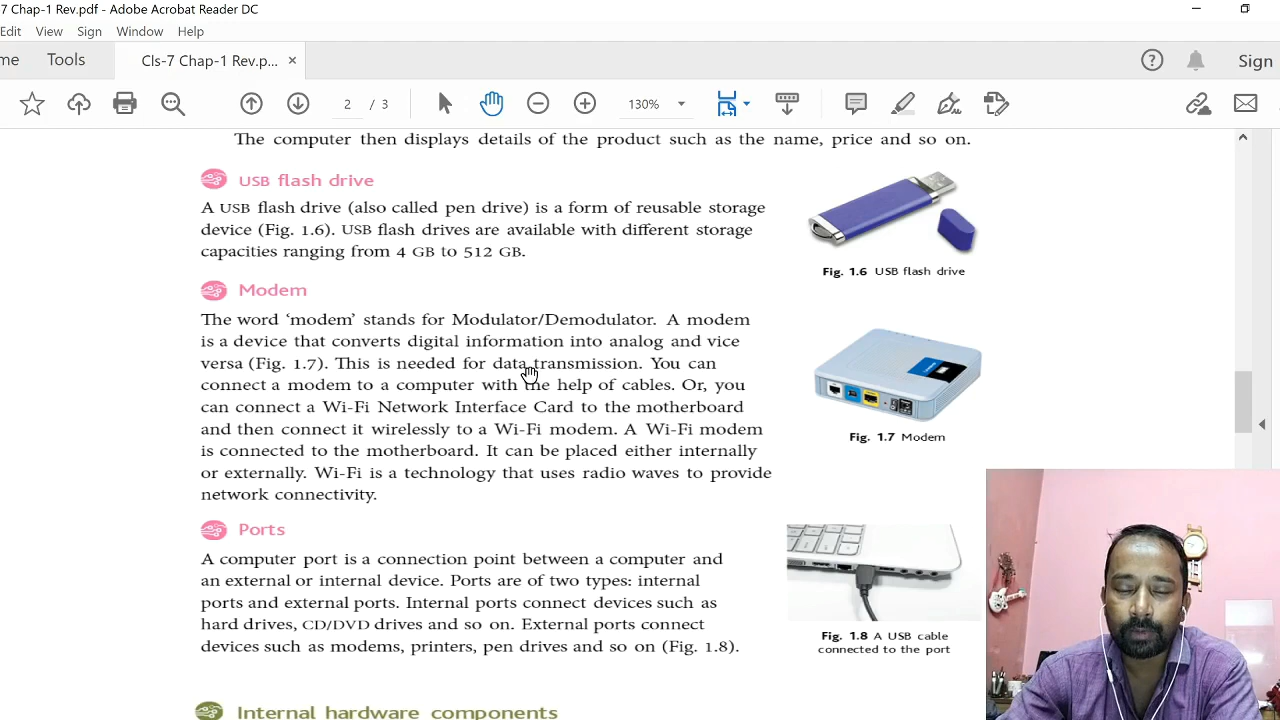 7 Chap-1 Rev.pdf - Adobe Acrobat Reader DC
Edit View Sign Window Help
me Tools Cls-7 Chap-1 Rev.p... × Sign
2 / 3 130%
The computer then displays details of the product such as the name, price and so on.
USB flash drive
A USB flash drive (also called pen drive) is a form of reusable storage
device (Fig. 1.6). USB flash drives are available with different storage
capacities ranging from 4 GB to 512 GB.
Fig. 1.6 USB flash drive
Modem
The word ‘modem’ stands for Modulator/Demodulator. A modem
is a device that converts digital information into analog and vice
versa (Fig. 1.7). This is needed for data transmission. You can
connect a modem to a computer with the help of cables. Or, you
can connect a Wi-Fi Network Interface Card to the motherboard
and then connect it wirelessly to a Wi-Fi modem. A Wi-Fi modem
is connected to the motherboard. It can be placed either internally
or externally. Wi-Fi is a technology that uses radio waves to provide
network connectivity.
Fig. 1.7 Modem
Ports
A computer port is a connection point between a computer and
an external or internal device. Ports are of two types: internal
ports and external ports. Internal ports connect devices such as
hard drives, CD/DVD drives and so on. External ports connect
devices such as modems, printers, pen drives and so on (Fig. 1.8).
Fig. 1.8 A USB cable
connected to the port
Internal hardware components